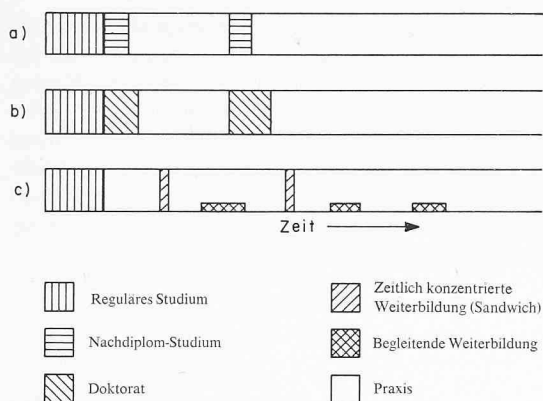 a)
b)
c)
Zeit
Reguläres Studium
Nachdiplom-Studium
Doktorat
Zeitlich konzentrierte
Weiterbildung (Sandwich)
Begleitende Weiterbildung
Praxis